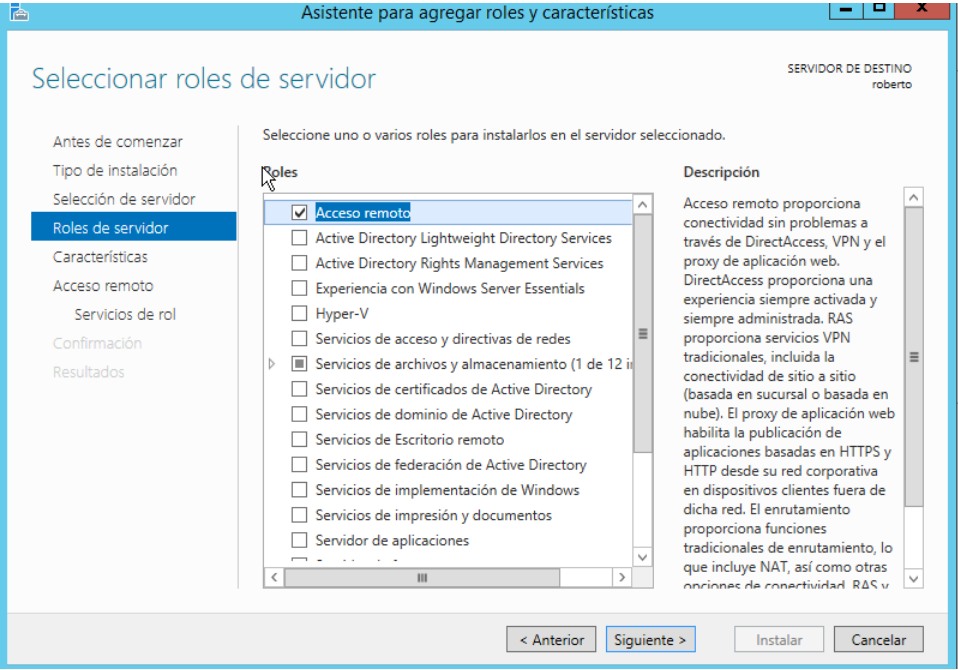 Asistente para agregar roles y características
Seleccionar roles de servidor
SERVIDOR DE DESTINO
roberto
Antes de comenzar
Tipo de instalación
Selección de servidor
Roles de servidor
Características
Acceso remoto
Servicios de rol
Confirmación
Resultados
Seleccione uno o varios roles para instalarlos en el servidor seleccionado.
Roles
Acceso remoto
Active Directory Lightweight Directory Services
Active Directory Rights Management Services
Experiencia con Windows Server Essentials
Hyper-V
Servicios de acceso y directivas de redes
Servicios de archivos y almacenamiento (1 de 12 i
Servicios de certificados de Active Directory
Servicios de dominio de Active Directory
Servicios de Escritorio remoto
Servicios de federación de Active Directory
Servicios de implementación de Windows
Servicios de impresión y documentos
Servidor de aplicaciones
Descripción
Acceso remoto proporciona
conectividad sin problemas a
través de DirectAccess, VPN y el
proxy de aplicación web.
DirectAccess proporciona una
experiencia siempre activada y
siempre administrada. RAS
proporciona servicios VPN
tradicionales, incluida la
conectividad de sitio a sitio
(basada en sucursal o basada en
nube). El proxy de aplicación web
habilita la publicación de
aplicaciones basadas en HTTPS y
HTTP desde su red corporativa
en dispositivos clientes fuera de
dicha red. El enrutamiento
proporciona funciones
tradicionales de enrutamiento, lo
que incluye NAT, así como otras
opciones de conectividad. RAS y
< Anterior
Siguiente >
Instalar
Cancelar